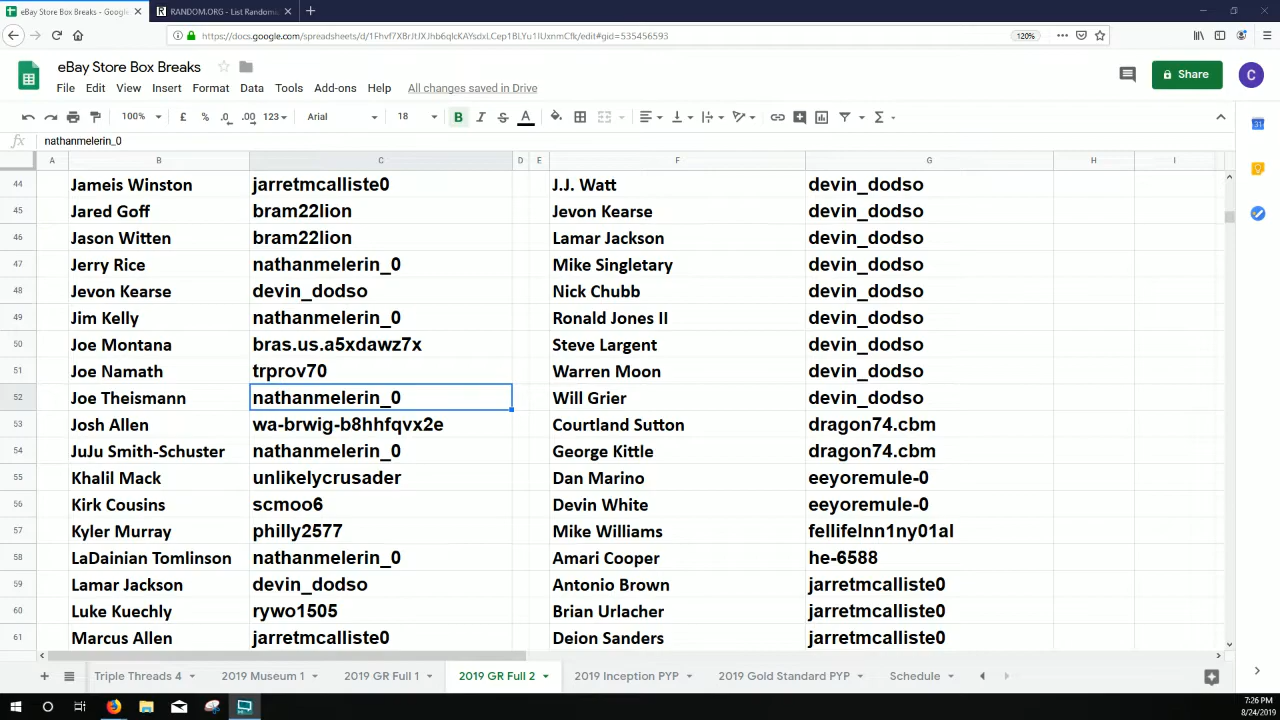 eBay Store Box Breaks - Google
RANDOM.ORG - List Randomi
120%
eBay Store Box Breaks
Share
File Edit View Insert Format Data Tools Add-ons Help All changes saved in Drive
100% £ % .0 .00 123 Arial 18 B I S A
fx nathanmelerin_0
A B C D E F G H I
44 Jameis Winston jarretmcalliste0 J.J. Watt devin_dodso
45 Jared Goff bram22lion Jevon Kearse devin_dodso
46 Jason Witten bram22lion Lamar Jackson devin_dodso
47 Jerry Rice nathanmelerin_0 Mike Singletary devin_dodso
48 Jevon Kearse devin_dodso Nick Chubb devin_dodso
49 Jim Kelly nathanmelerin_0 Ronald Jones II devin_dodso
50 Joe Montana bras.us.a5xdawz7x Steve Largent devin_dodso
51 Joe Namath trprov70 Warren Moon devin_dodso
52 Joe Theismann nathanmelerin_0 Will Grier devin_dodso
53 Josh Allen wa-brwig-b8hhfqvx2e Courtland Sutton dragon74.cbm
54 JuJu Smith-Schuster nathanmelerin_0 George Kittle dragon74.cbm
55 Khalil Mack unlikelycrusader Dan Marino eeyoremule-0
56 Kirk Cousins scmoo6 Devin White eeyoremule-0
57 Kyler Murray philly2577 Mike Williams fellifelnn1ny01al
58 LaDainian Tomlinson nathanmelerin_0 Amari Cooper he-6588
59 Lamar Jackson devin_dodso Antonio Brown jarretmcalliste0
60 Luke Kuechly rywo1505 Brian Urlacher jarretmcalliste0
61 Marcus Allen jarretmcalliste0 Deion Sanders jarretmcalliste0
Triple Threads 4 2019 Museum 1 2019 GR Full 1 2019 GR Full 2 2019 Inception PYP 2019 Gold Standard PYP Schedule
7:26 PM
8/24/2019